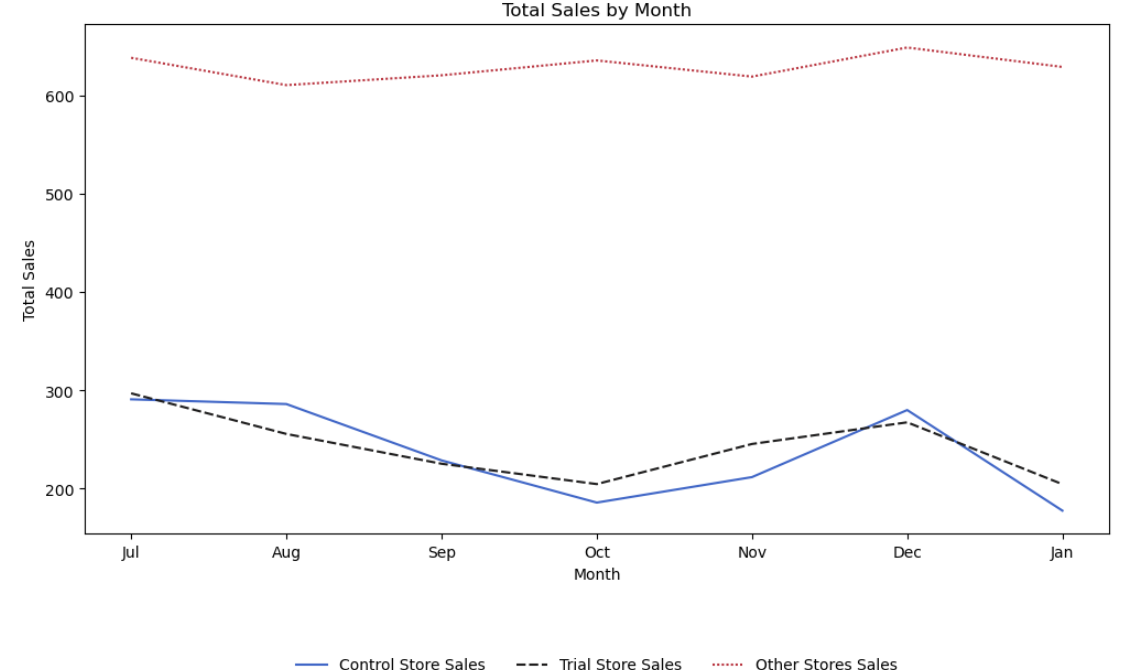 Total Sales by Month
Total Sales
600
500
400
300
200
Jul Aug Sep Oct Nov Dec Jan
Month
Control Store Sales Trial Store Sales Other Stores Sales